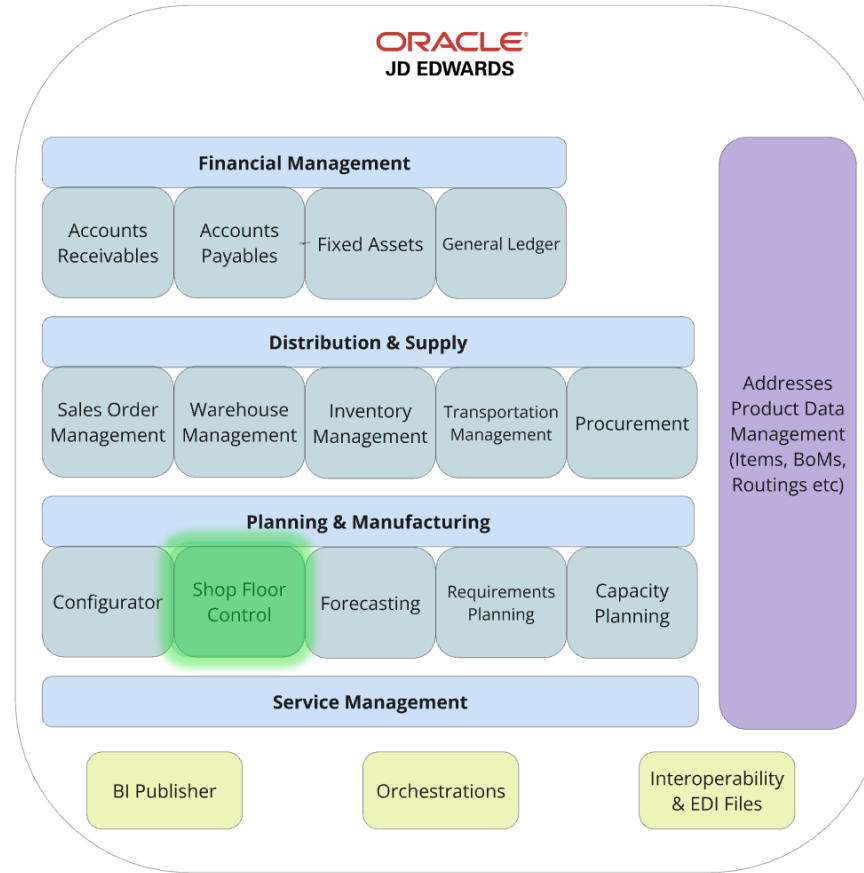 ORACLE
JD EDWARDS
Financial Management
Accounts
Receivables
Accounts
Payables
Fixed Assets
General Ledger
Distribution & Supply
Sales Order
Management
Warehouse
Management
Inventory
Management
Transportation
Management
Procurement
Planning & Manufacturing
Configurator
Shop Floor
Control
Forecasting
Requirements
Planning
Capacity
Planning
Service Management
Addresses
Product Data
Management
(Items, BoMs,
Routings etc)
BI Publisher
Orchestrations
Interoperability
& EDI Files